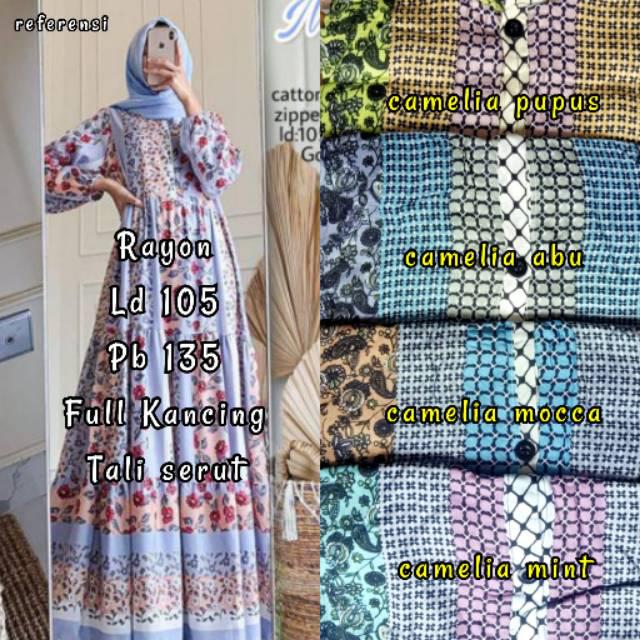 referensi
catton
zippe
ld:10
Rayon
Ld 105
Pb 135
Full Kancing
Tali serut
camelia pupus
camelia abu
camelia mocca
camelia mint